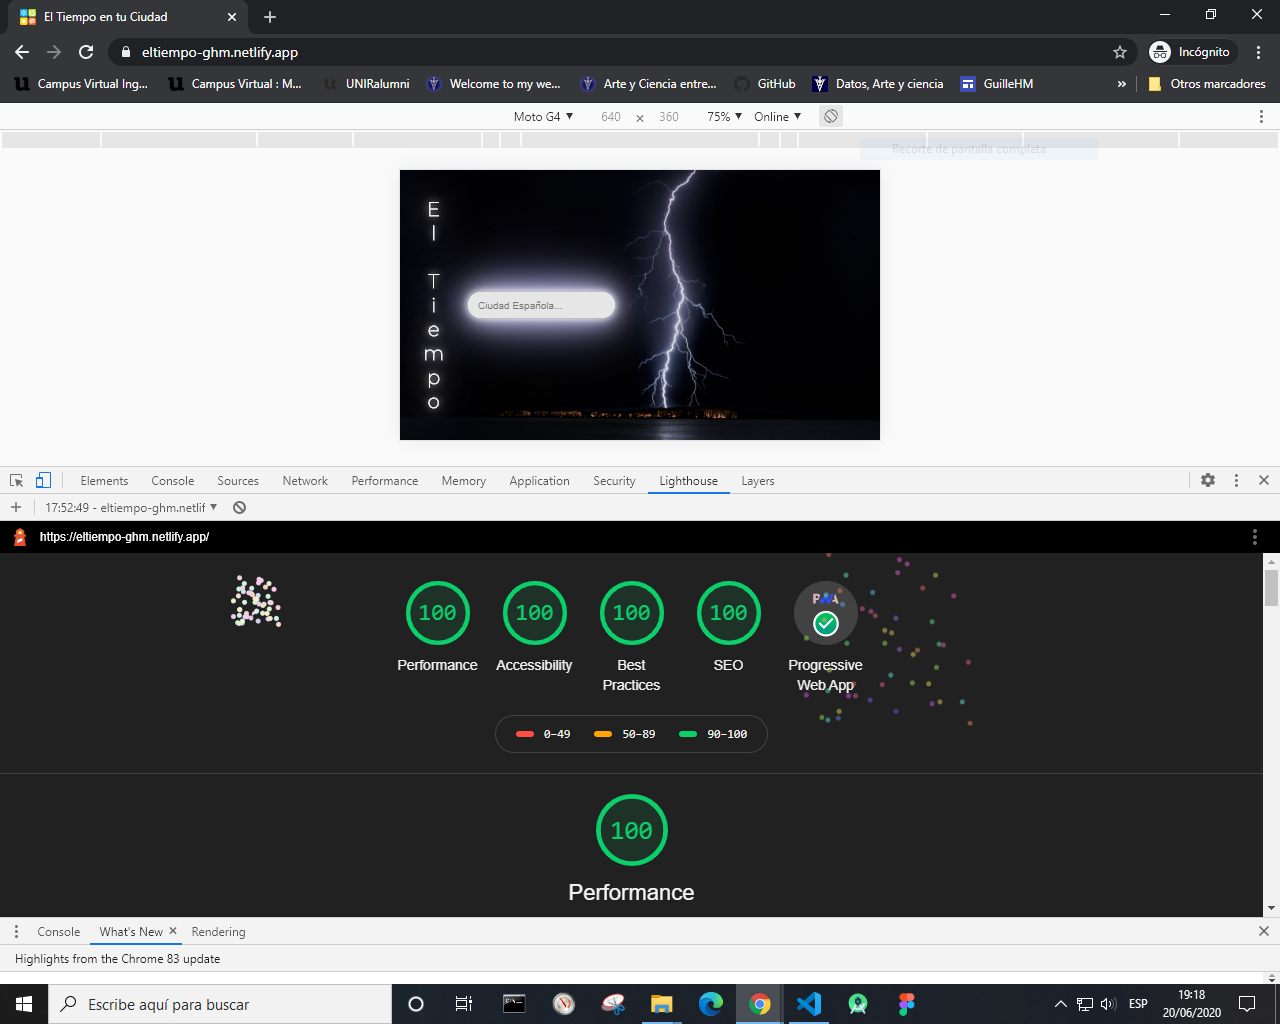 El Tiempo en tu Ciudad
eltiempo-ghm.netlify.app
Incógnito
Campus Virtual Ing...
Campus Virtual : M...
UNIRalumni
Welcome to my we...
Arte y Ciencia entre...
GitHub
Datos, Arte y ciencia
GuilleHM
»
Otros marcadores
Moto G4 ▼ 640 × 360 75% ▼ Online ▼
Recorte de pantalla completa
El Tiempo
Ciudad Española...
Elements Console Sources Network Performance Memory Application Security Lighthouse Layers
17:52:49 - eltiempo-ghm.netlif ▼
https://eltiempo-ghm.netlify.app/
100 100 100 100 PWA
Performance Accessibility Best Practices SEO Progressive Web App
0-49 50-89 90-100
100
Performance
Console What's New Rendering
Highlights from the Chrome 83 update
Escribe aquí para buscar
ESP
19:18
20/06/2020